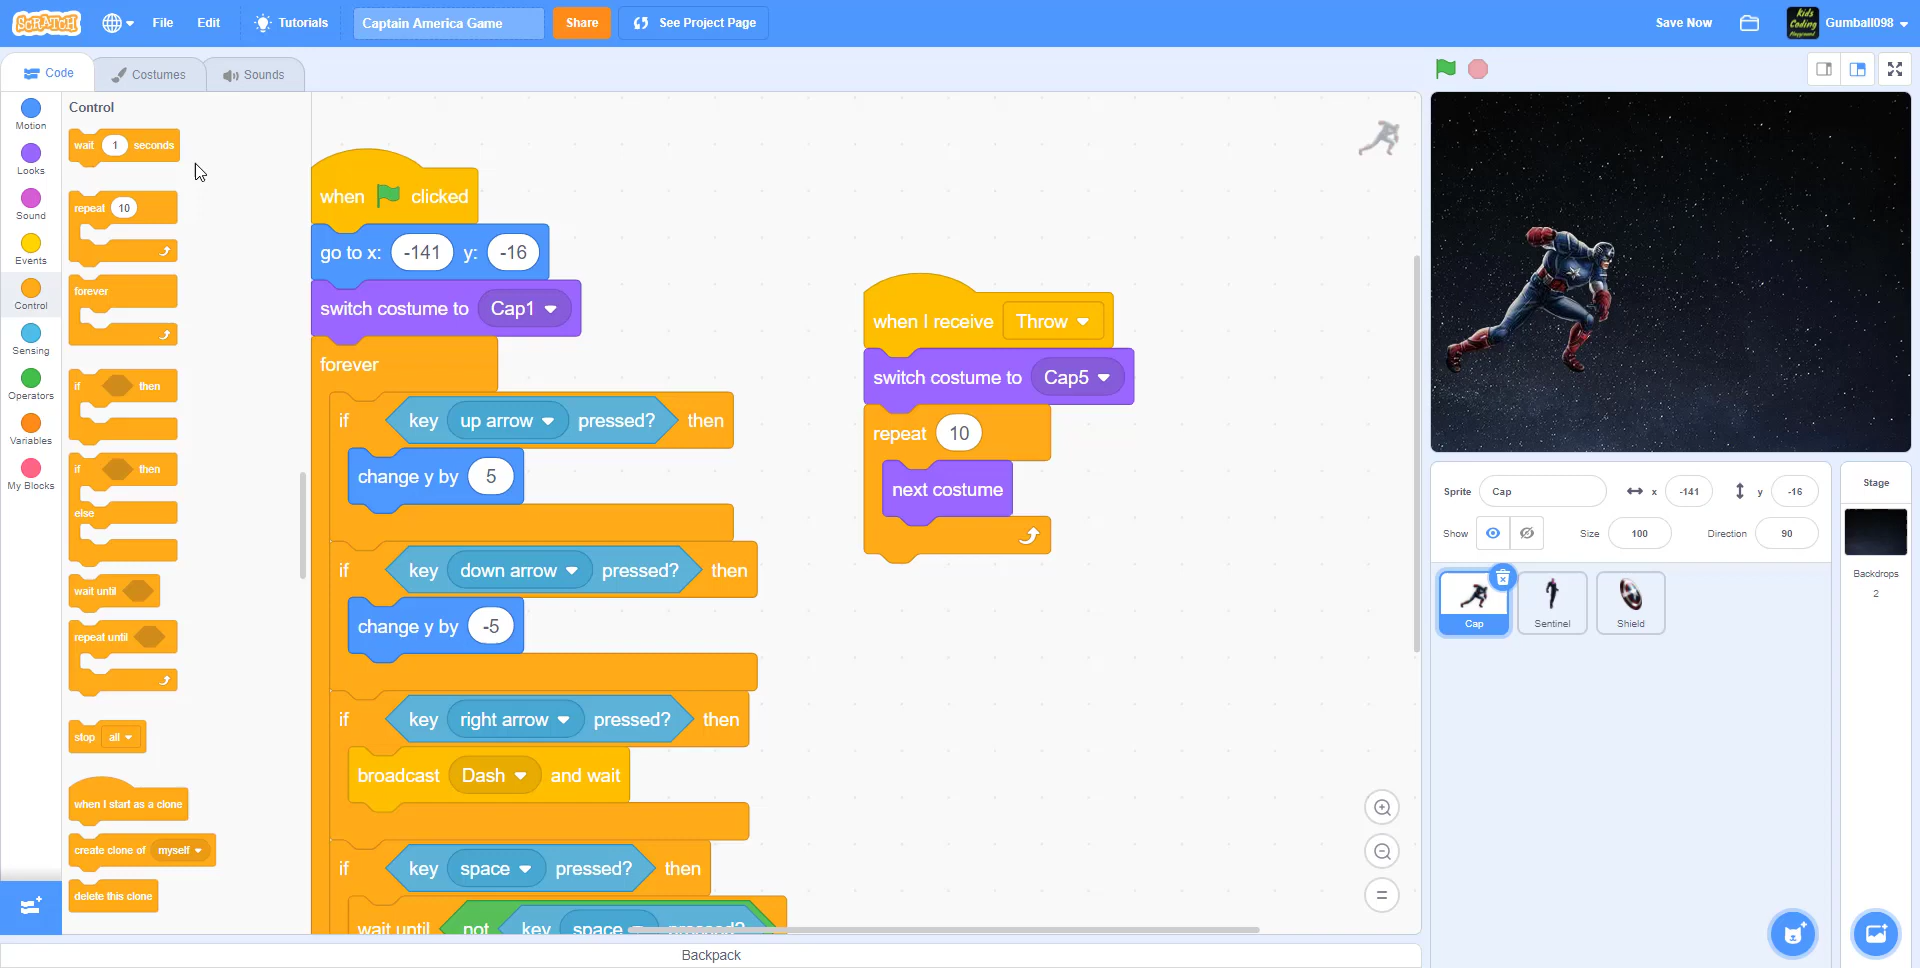 SCRATCH
File
Edit
Tutorials
Captain America Game
Share
See Project Page
Save Now
Kids
Coding
Playground
Gumball098
Code
Costumes
Sounds
Motion
Looks
Sound
Events
Control
Sensing
Operators
Variables
My Blocks
Control
wait 1 seconds
repeat 10
forever
if then
if then
else
wait until
repeat until
stop all
when I start as a clone
create clone of myself
delete this clone
when clicked
go to x: -141 y: -16
switch costume to Cap1
forever
if key up arrow pressed? then
change y by 5
if key down arrow pressed? then
change y by -5
if key right arrow pressed? then
broadcast Dash and wait
if key space pressed? then
wait until not key space pressed?
when I receive Throw
switch costume to Cap5
repeat 10
next costume
Backpack
Sprite Cap x -141 y -16
Show Size 100 Direction 90
Cap
Sentinel
Shield
Stage
Backdrops
2